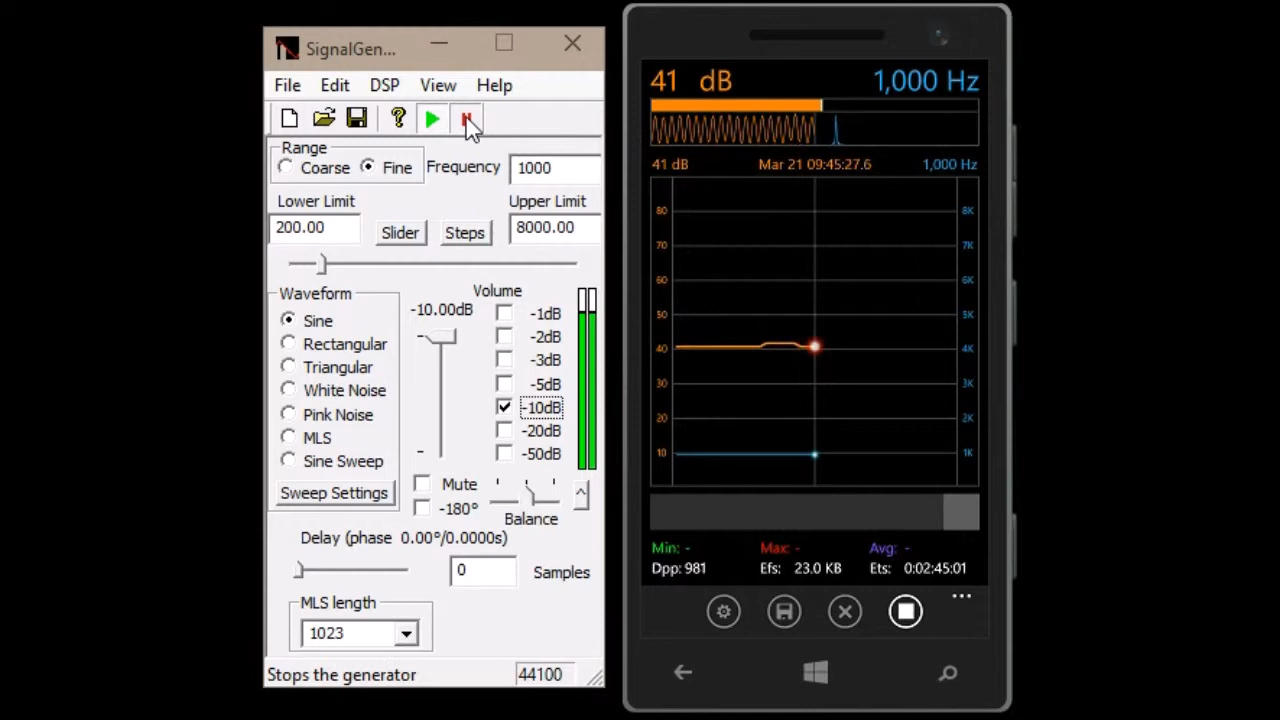 SignalGen...
File Edit DSP View Help
Range
Coarse Fine Frequency 1000
Lower Limit Upper Limit
200.00 Slider Steps 8000.00
Waveform
Sine
Rectangular
Triangular
White Noise
Pink Noise
MLS
Sine Sweep
Sweep Settings
Volume
-10.00dB
-1dB
-2dB
-3dB
-5dB
-10dB
-20dB
-50dB
Mute
-180°
Balance
Delay (phase 0.00°/0.0000s)
0 Samples
MLS length
1023
Stops the generator 44100
41 dB 1,000 Hz
41 dB Mar 21 09:45:27.6 1,000 Hz
80 8K
70 7K
60 6K
50 5K
40 4K
30 3K
20 2K
10 1K
Min: - Max: - Avg: -
Dpp: 981 Efs: 23.0 KB Ets: 0:02:45:01